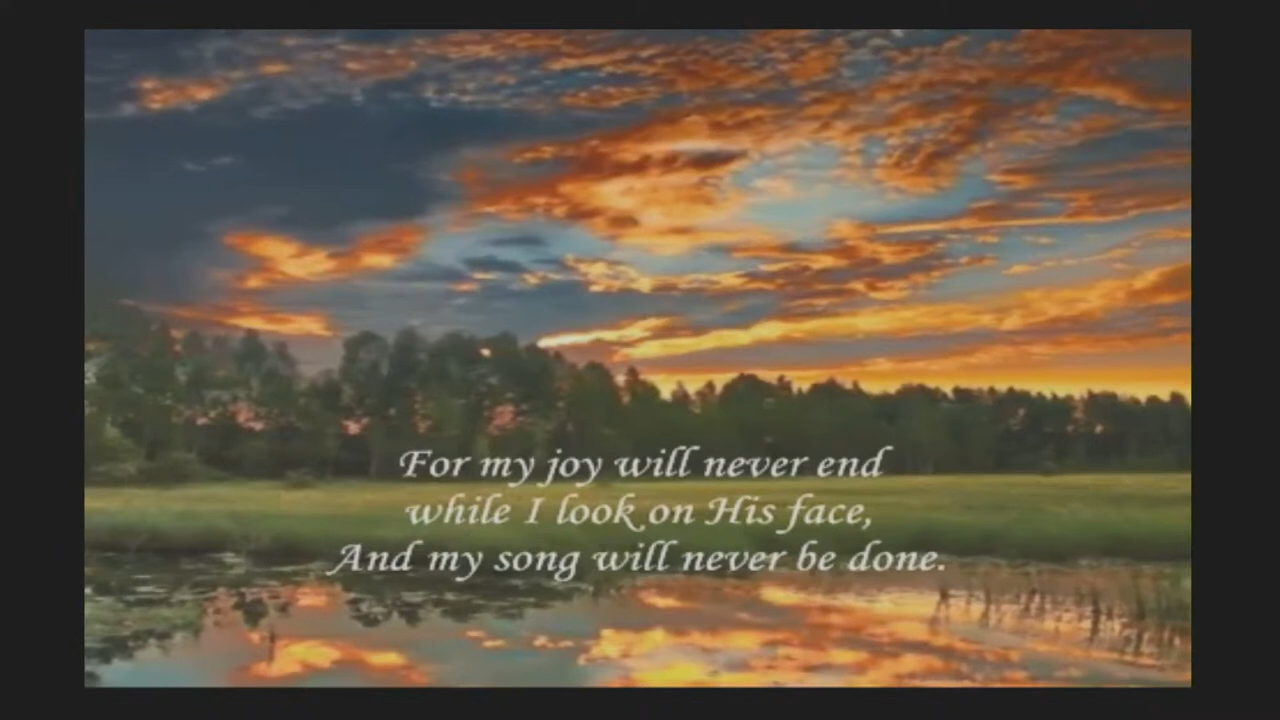 For my joy will never end
while I look on His face,
And my song will never be done.